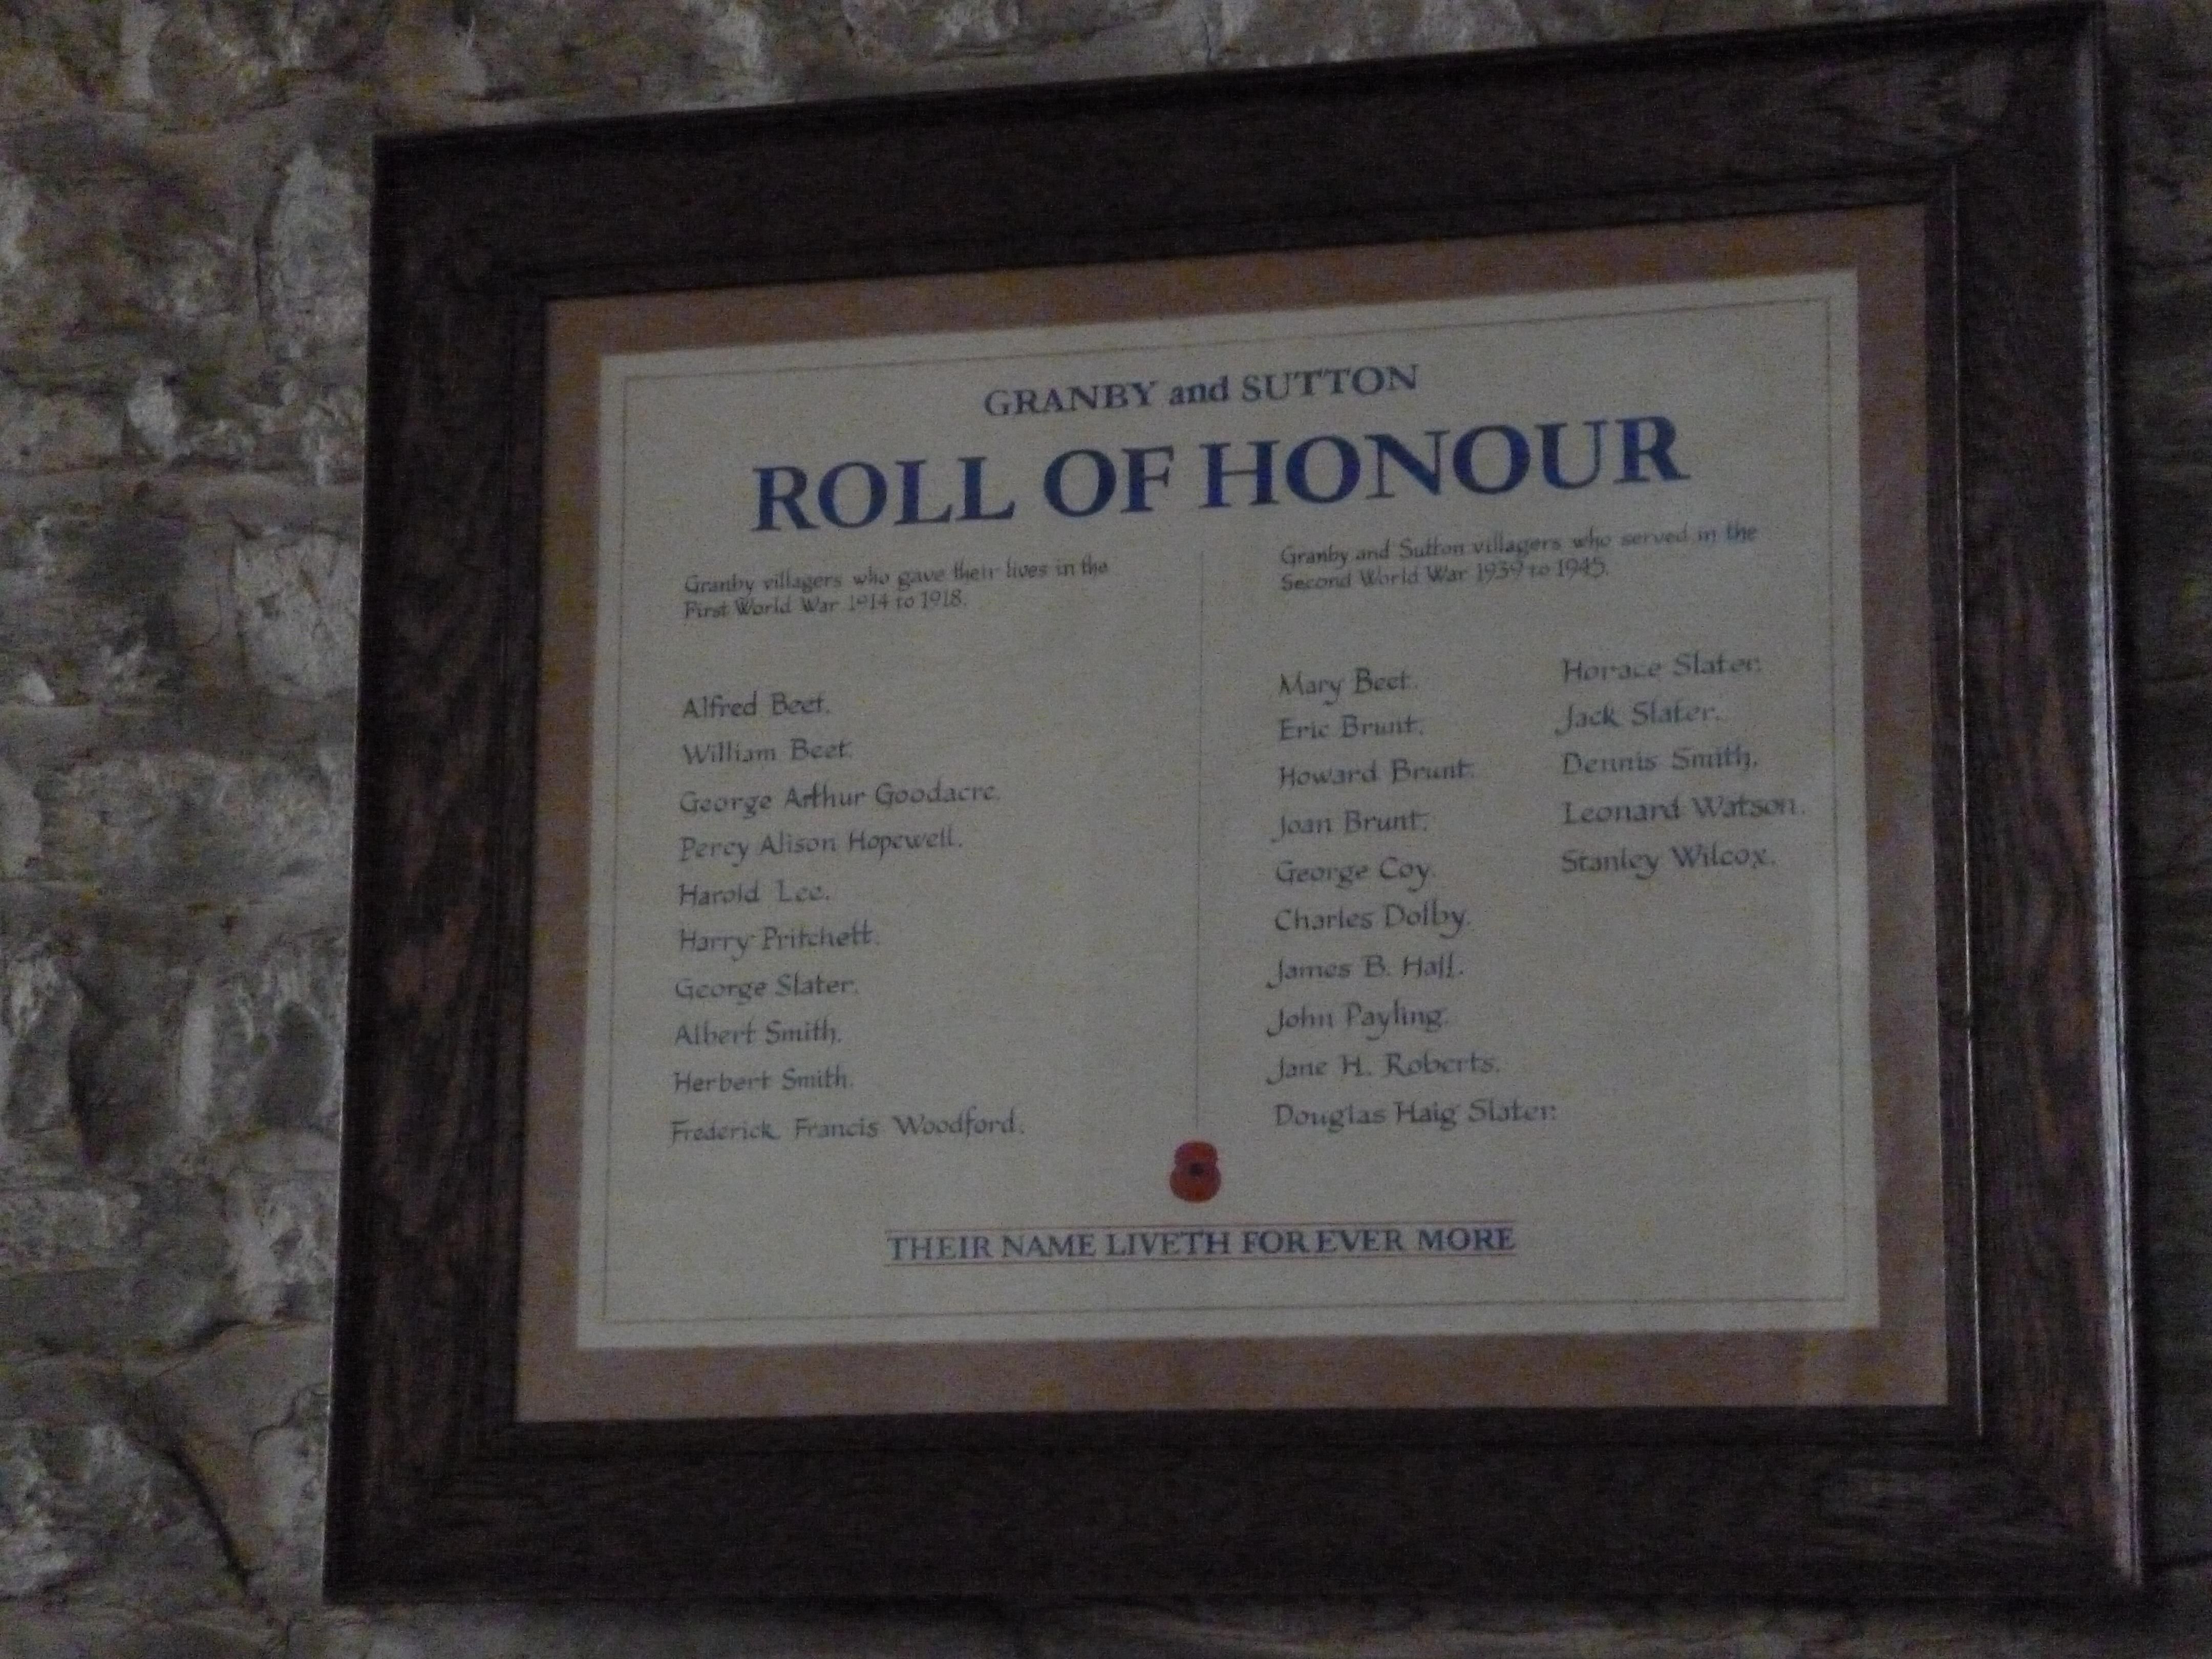 GRANBY and SUTTON
ROLL OF HONOUR
Granby villagers who gave their lives in the
First World War 1914 to 1918.
Alfred Beet.
William Beet.
George Arthur Goodacre.
Percy Alison Hopewell.
Harold Lee.
Harry Pritchett.
George Slater.
Albert Smith.
Herbert Smith.
Frederick Francis Woodford.
Granby and Sutton villagers who served in the
Second World War 1939 to 1945.
Mary Beet.
Eric Brunt.
Howard Brunt.
Joan Brunt.
George Coy.
Charles Dolby.
James B. Hall.
John Payling.
Jane H. Roberts.
Douglas Haig Slater.
Horace Slater.
Jack Slater.
Dennis Smith.
Leonard Watson.
Stanley Wilcox.
THEIR NAME LIVETH FOR EVER MORE